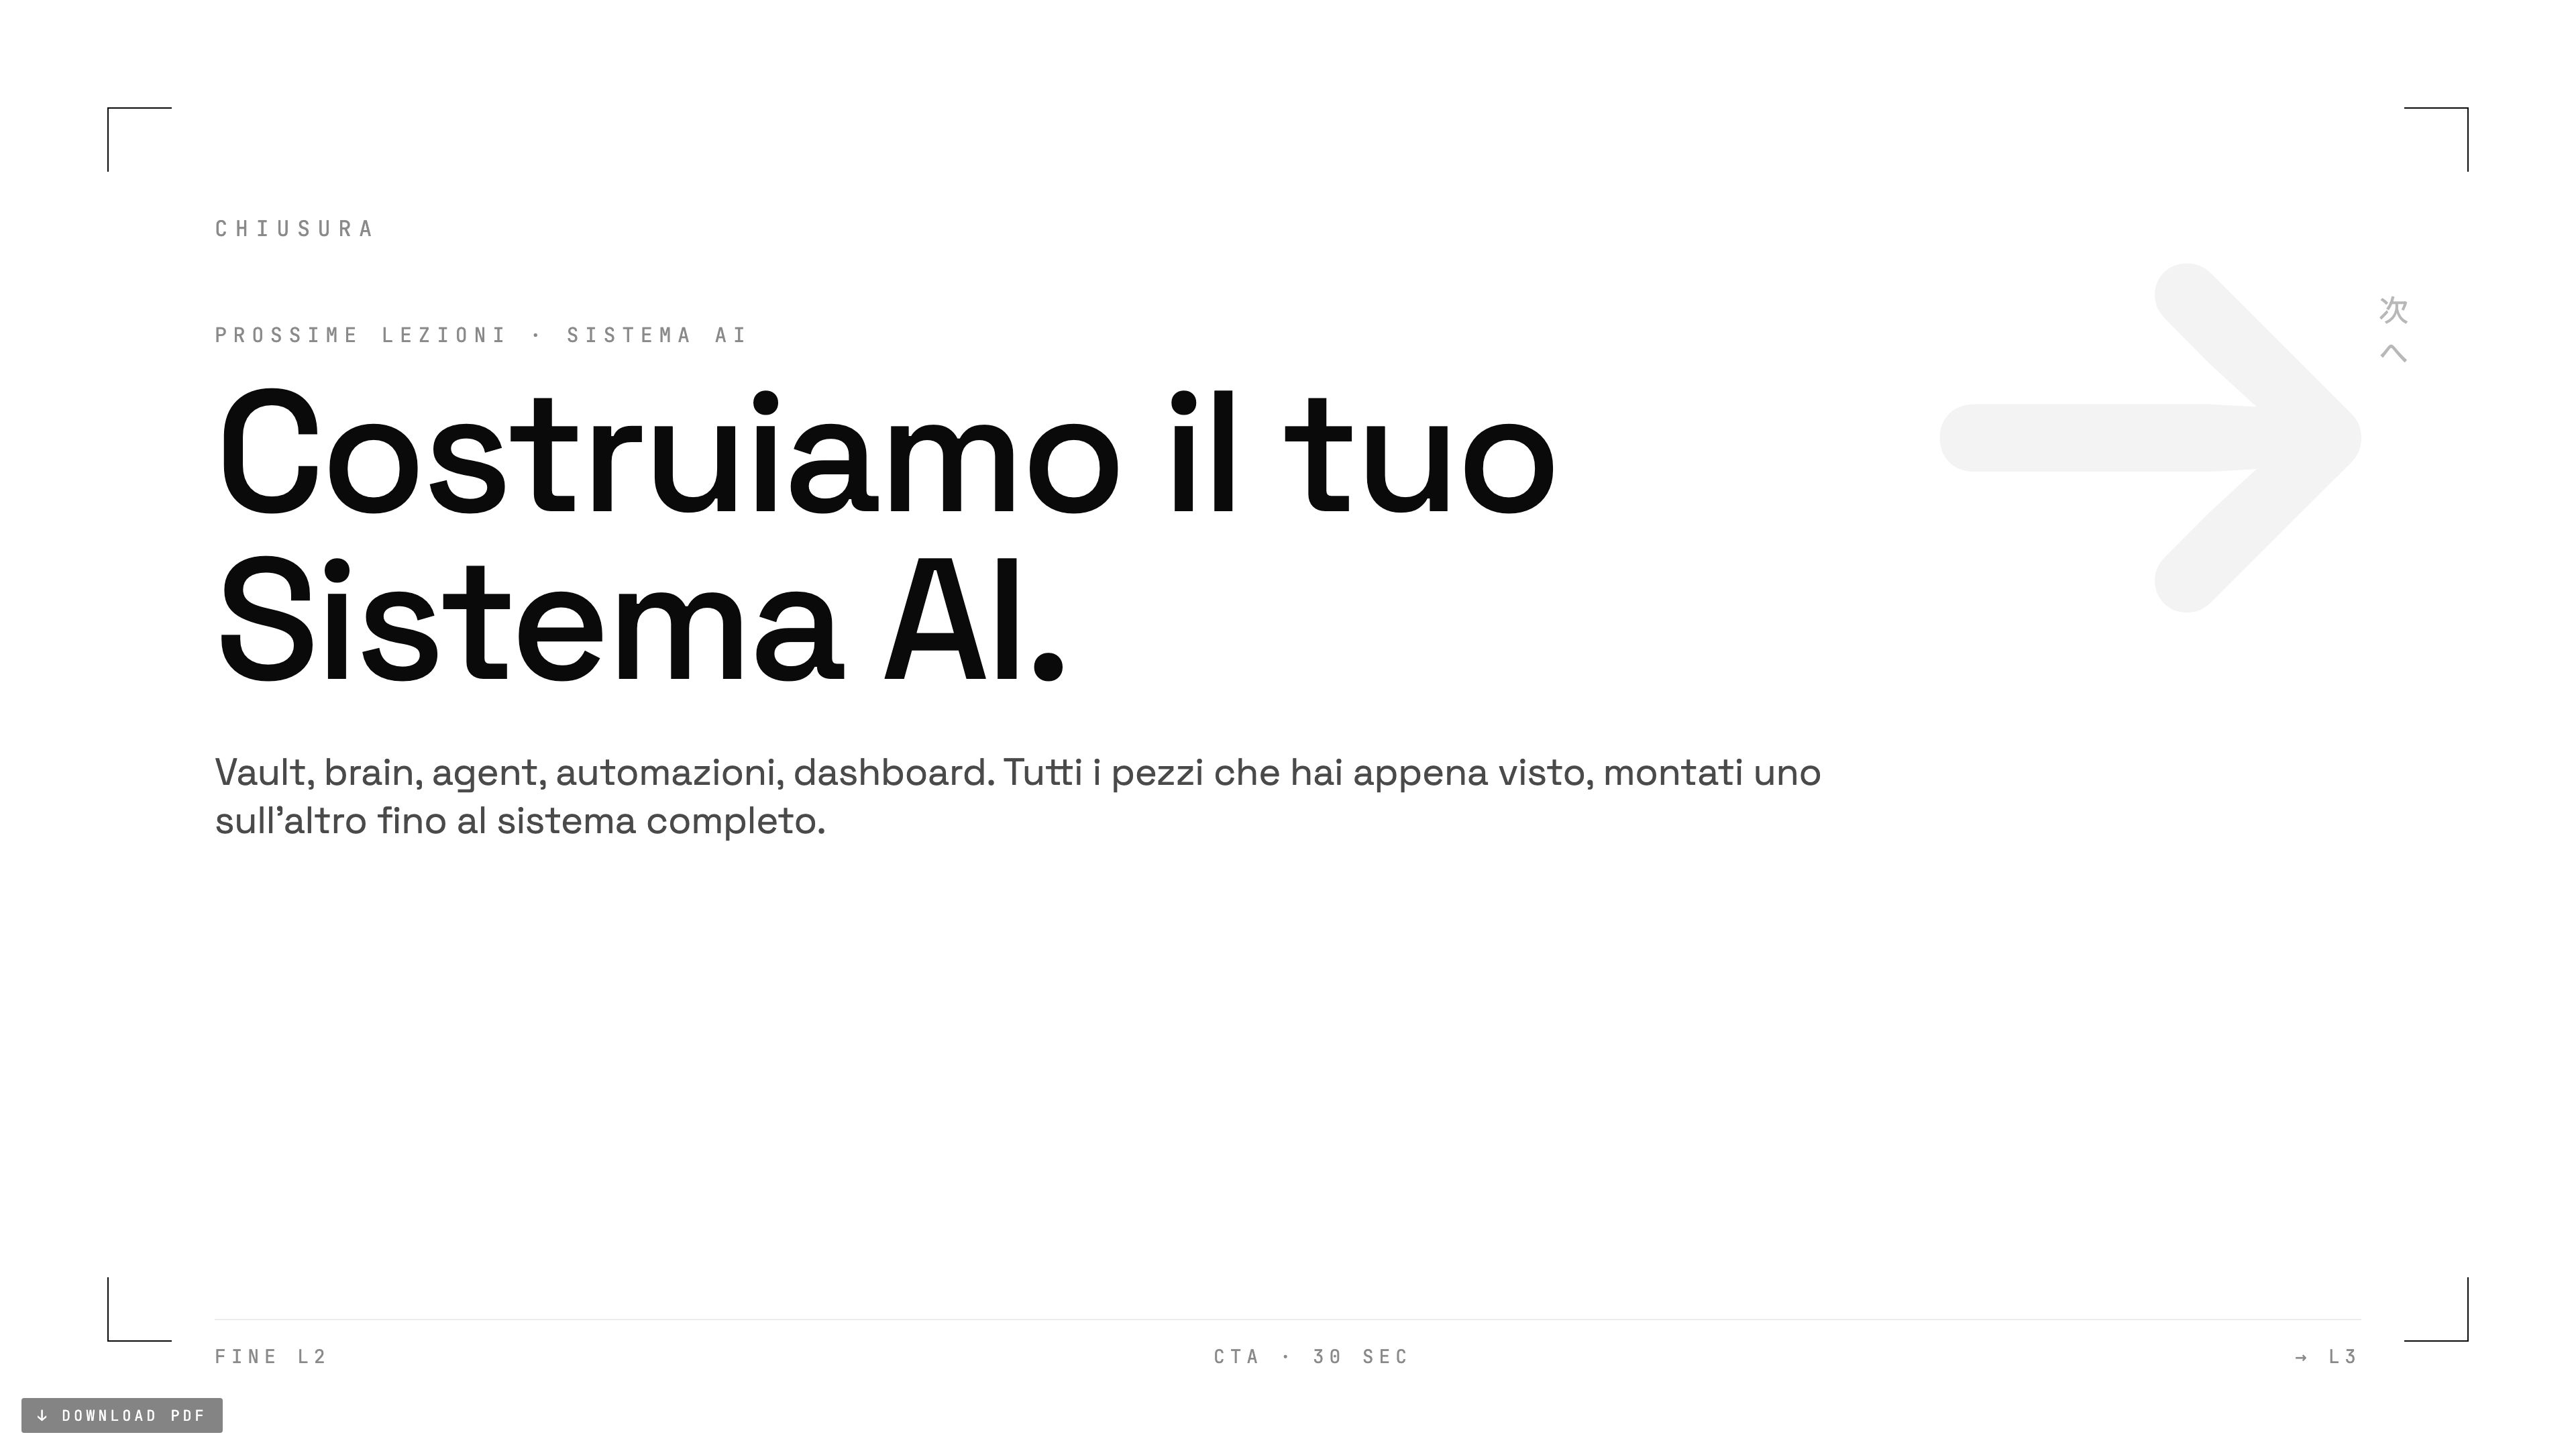 CHIUSURA
PROSSIME LEZIONI · SISTEMA AI
Costruiamo il tuo
Sistema AI.
Vault, brain, agent, automazioni, dashboard. Tutti i pezzi che hai appena visto, montati uno
sull’altro fino al sistema completo.
次へ
FINE L2
CTA · 30 SEC
→ L3
↓ DOWNLOAD PDF